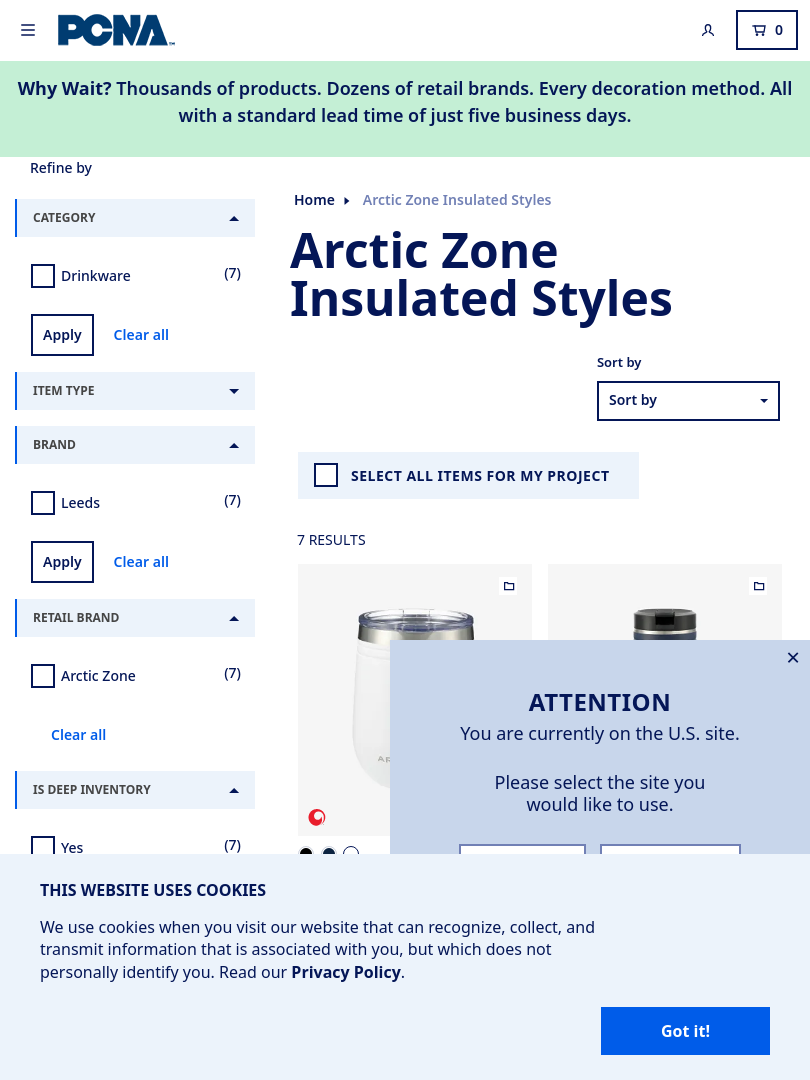 PCNA
0
Why Wait? Thousands of products. Dozens of retail brands. Every decoration method. All
with a standard lead time of just five business days.
Refine by
CATEGORY
Drinkware
(7)
Apply
Clear all
ITEM TYPE
BRAND
Leeds
(7)
Apply
Clear all
RETAIL BRAND
Arctic Zone
(7)
Clear all
IS DEEP INVENTORY
Yes
(7)
Home
Arctic Zone Insulated Styles
Arctic Zone
Insulated Styles
Sort by
Sort by
SELECT ALL ITEMS FOR MY PROJECT
7 RESULTS
ATTENTION
You are currently on the U.S. site.
Please select the site you
would like to use.
THIS WEBSITE USES COOKIES
We use cookies when you visit our website that can recognize, collect, and
transmit information that is associated with you, but which does not
personally identify you. Read our Privacy Policy.
Got it!